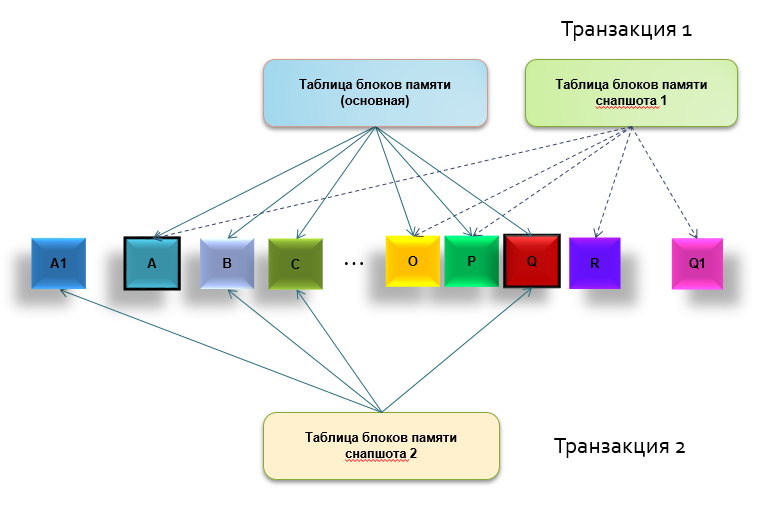 Транзакция 1
Таблица блоков памяти
(основная)
Таблица блоков памяти
снапшота 1
A1
A
B
C
...
O
P
Q
R
Q1
Таблица блоков памяти
снапшота 2
Транзакция 2